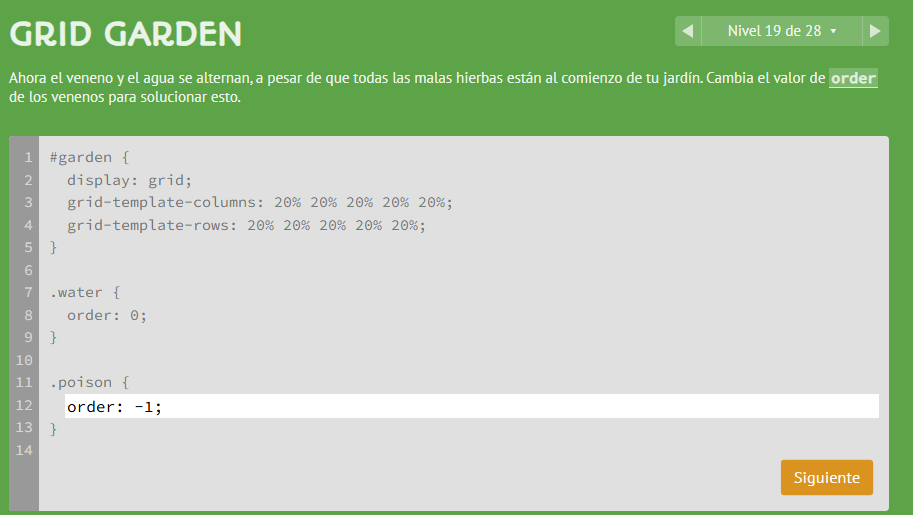 GRID GARDEN
◀ Nivel 19 de 28 ▾ ▶
Ahora el veneno y el agua se alternan, a pesar de que todas las malas hierbas están al comienzo de tu jardín. Cambia el valor de order
de los venenos para solucionar esto.
1 #garden {
2 display: grid;
3 grid-template-columns: 20% 20% 20% 20% 20%;
4 grid-template-rows: 20% 20% 20% 20% 20%;
5 }
6
7 .water {
8 order: 0;
9 }
10
11 .poison {
12 order: -1;
13 }
14
Siguiente